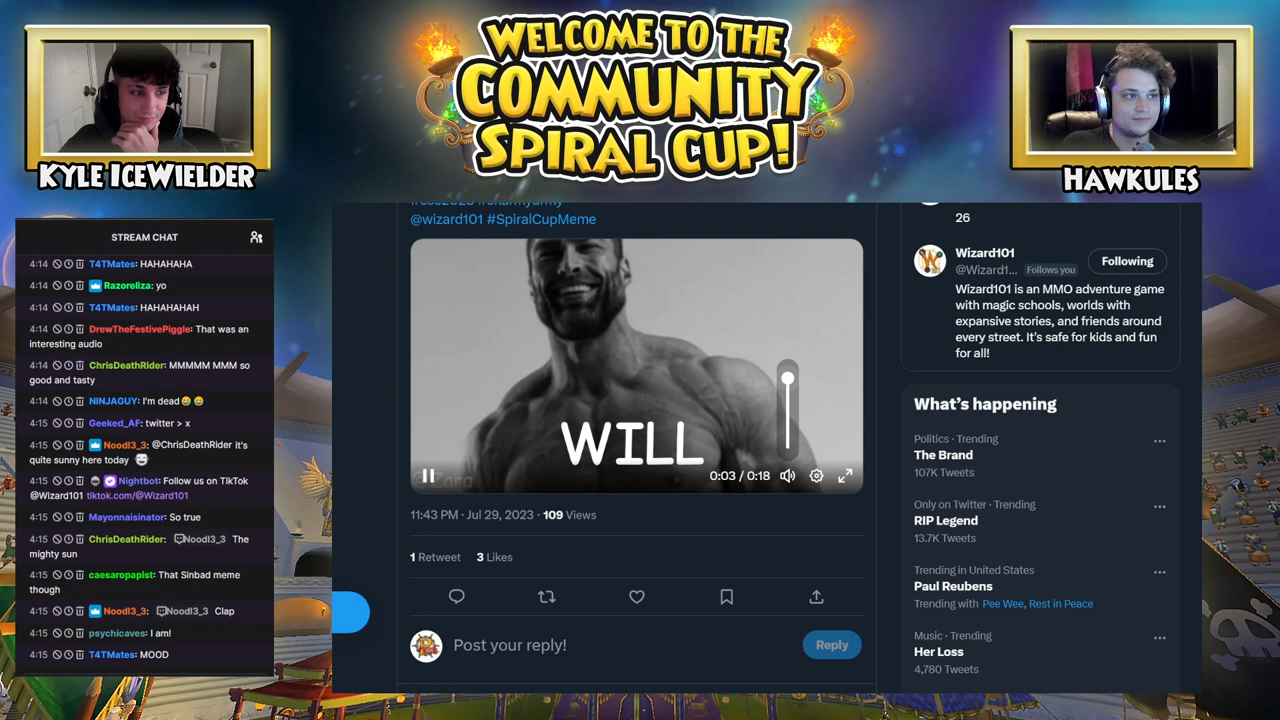 WELCOME TO THE
COMMUNITY
SPIRAL CUP!
KYLE ICEWIELDER
HAWKULES
STREAM CHAT
4:14 T4TMates: HAHAHAHA
4:14 Razoreliza: yo
4:14 T4TMates: HAHAHAHAH
4:14 DrewTheFestivePiggle: That was an
interesting audio
4:14 ChrisDeathRider: MMMMM MMM so
good and tasty
4:14 NINJAGUY: I'm dead😂😂
4:15 Geeked_AF: twitter > x
4:15 Noodl3_3: @ChrisDeathRider it's
quite sunny here today
4:15 Nightbot: Follow us on TikTok
@Wizard101 tiktok.com/@Wizard101
4:15 Mayonnaisinator: So true
4:15 ChrisDeathRider: Noodl3_3 The
mighty sun
4:15 caesaropapist: That Sinbad meme
though
4:15 Noodl3_3: Noodl3_3 Clap
4:15 psychicaves: I am!
4:15 T4TMates: MOOD
@wizard101 #SpiralCupMeme
WILL
0:03 / 0:18
11:43 PM · Jul 29, 2023 · 109 Views
1 Retweet 3 Likes
Post your reply!
Reply
26
Wizard101
@Wizard1... Follows you
Following
Wizard101 is an MMO adventure game
with magic schools, worlds with
expansive stories, and friends around
every street. It's safe for kids and fun
for all!
What's happening
Politics · Trending
The Brand
107K Tweets
Only on Twitter · Trending
RIP Legend
13.7K Tweets
Trending in United States
Paul Reubens
Trending with Pee Wee, Rest in Peace
Music · Trending
Her Loss
4,780 Tweets